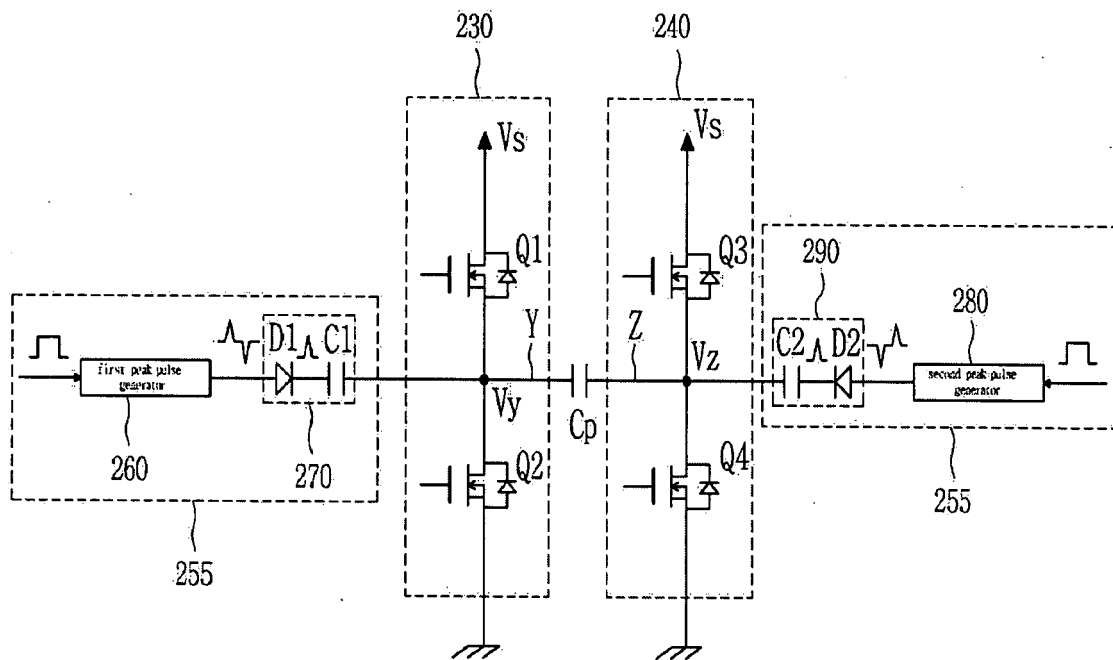 230
240
Vs
Vs
Q1
Q3
290
280
D1
C1
Y
Z
Vz
C2
D2
first peak-pulse
generator
second peak-pulse
generator
Vy
Cp
260
270
Q2
Q4
255
255